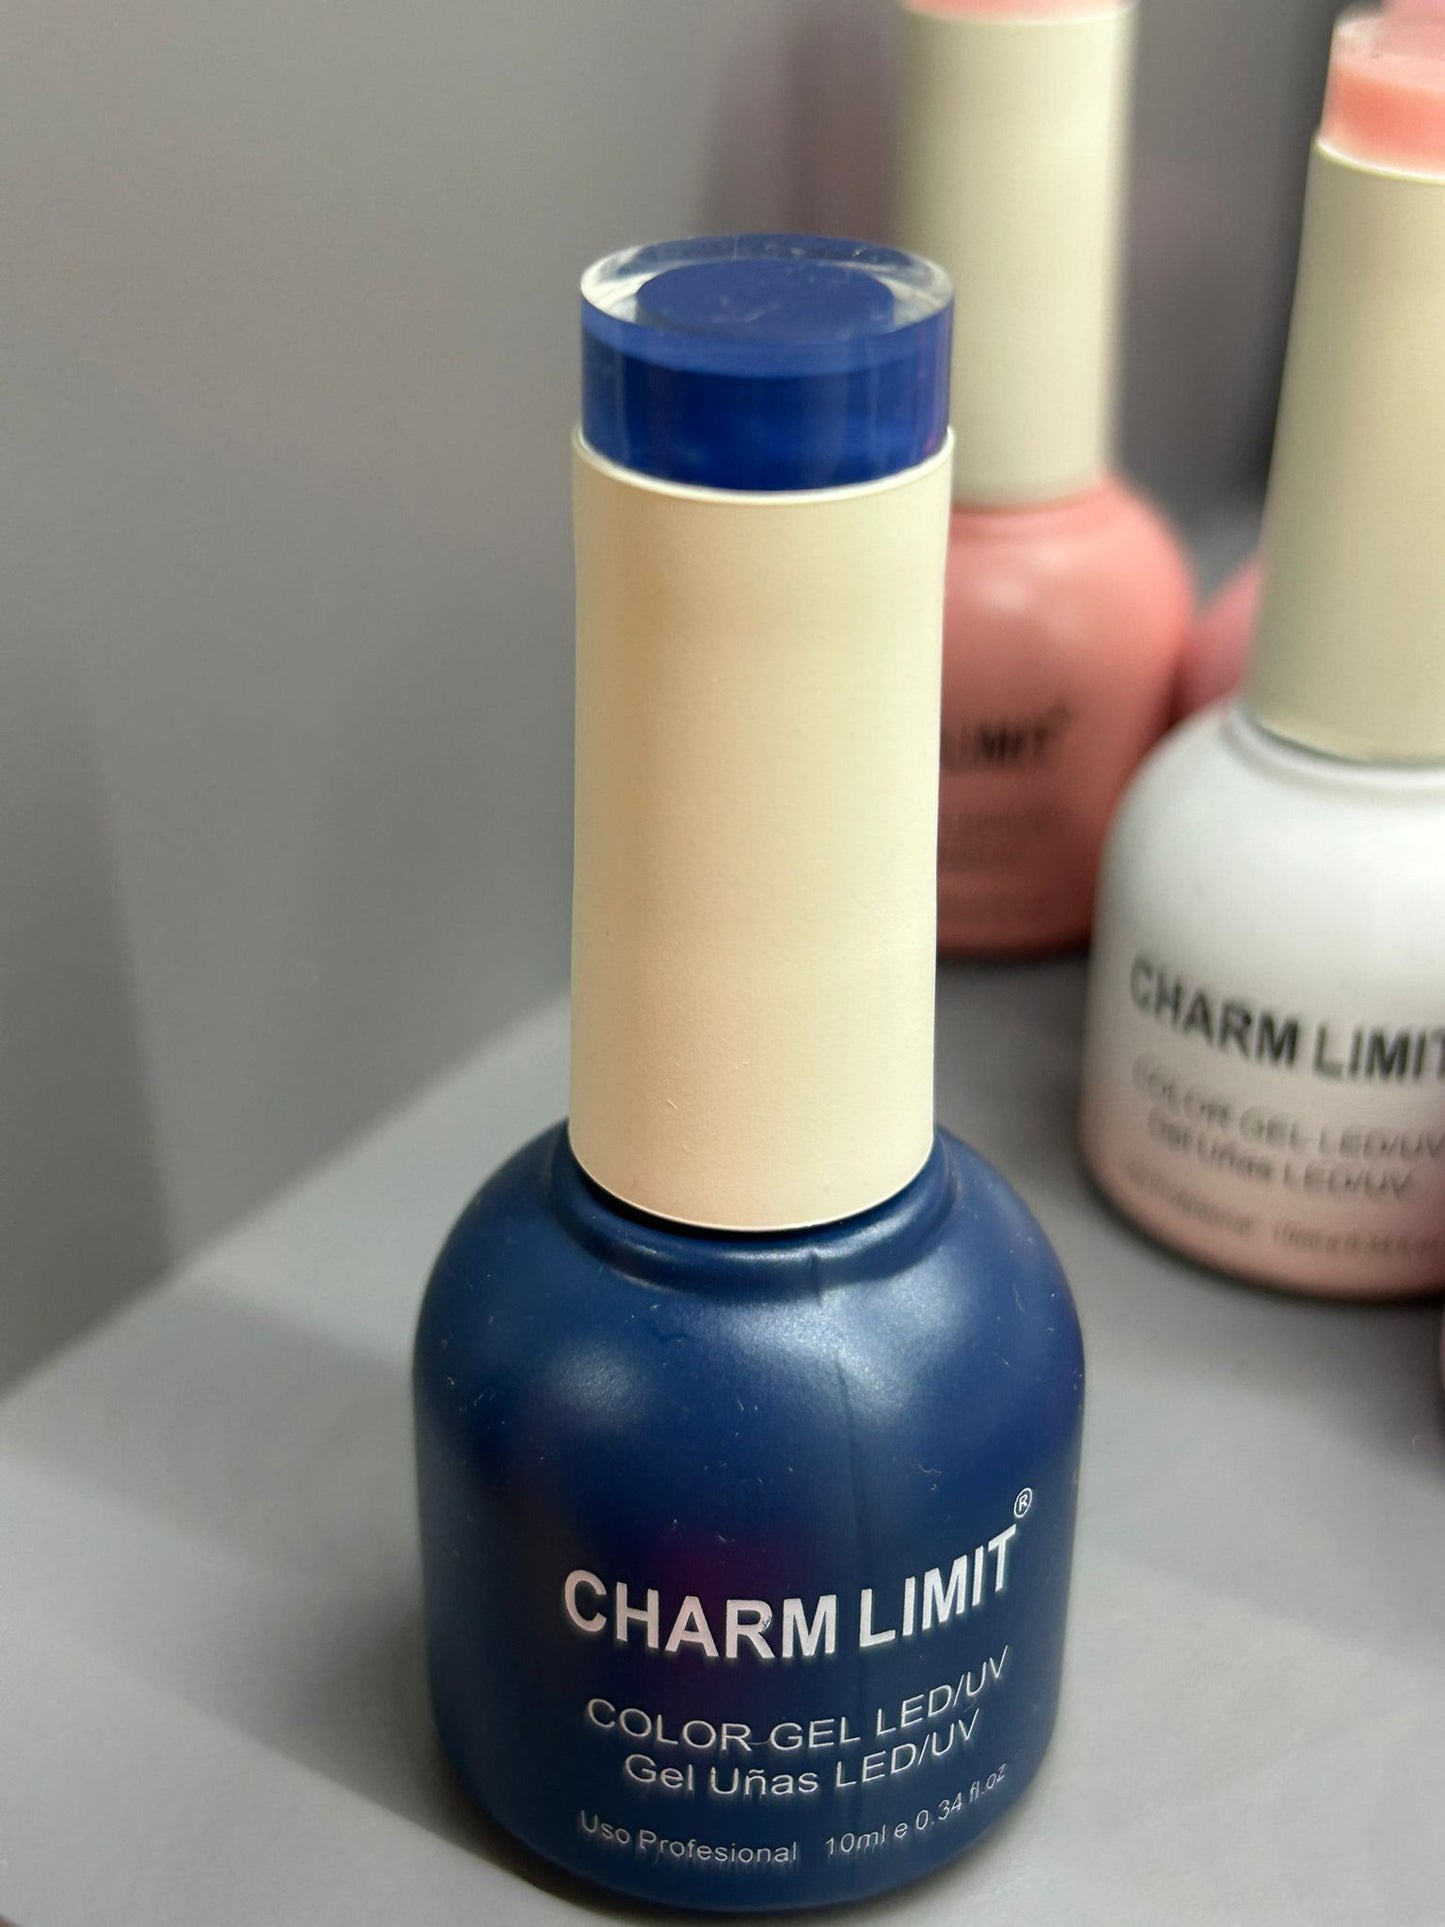 CHARM LIMIT®
COLOR GEL LED/UV
Gel Uñas LED/UV
Uso Profesional 10ml e 0.34 fl.oz
LIMIT
CHARM LIMIT
COLOR GEL LED/UV
Gel Uñas LED/UV